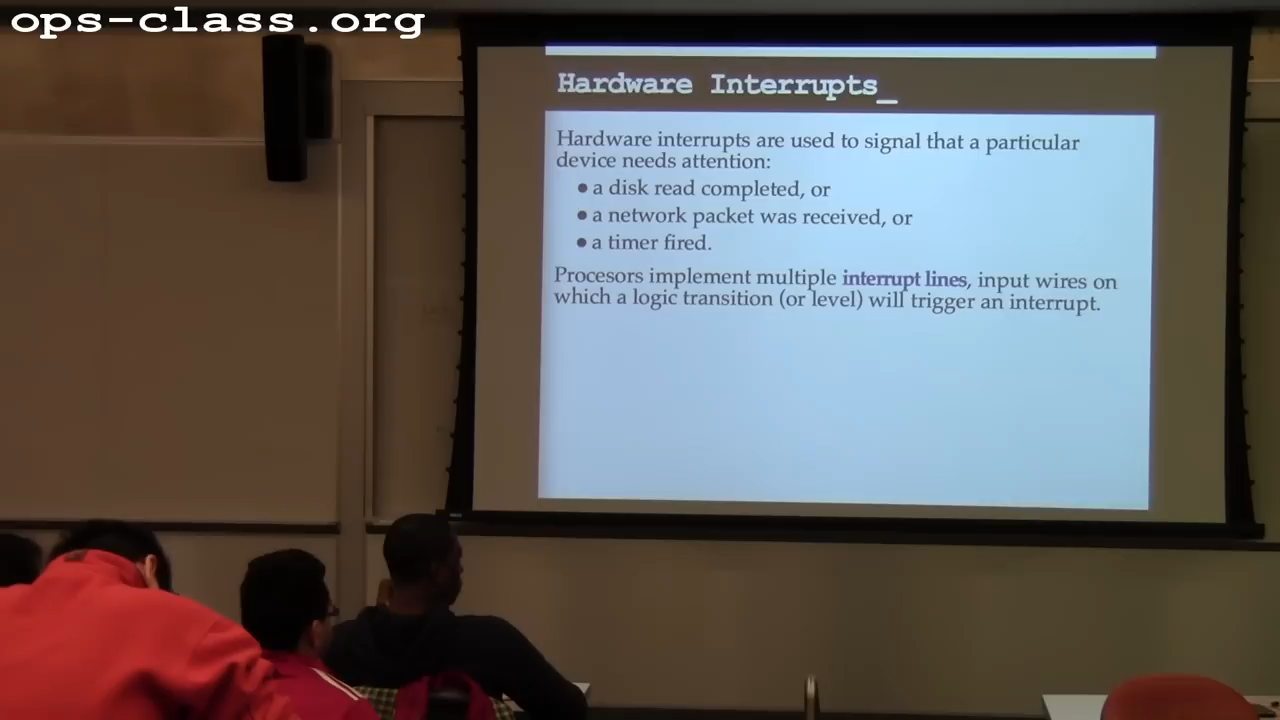 ops-class.org
Hardware Interrupts_
Hardware interrupts are used to signal that a particular
device needs attention:
● a disk read completed, or
● a network packet was received, or
● a timer fired.
Procesors implement multiple interrupt lines, input wires on
which a logic transition (or level) will trigger an interrupt.